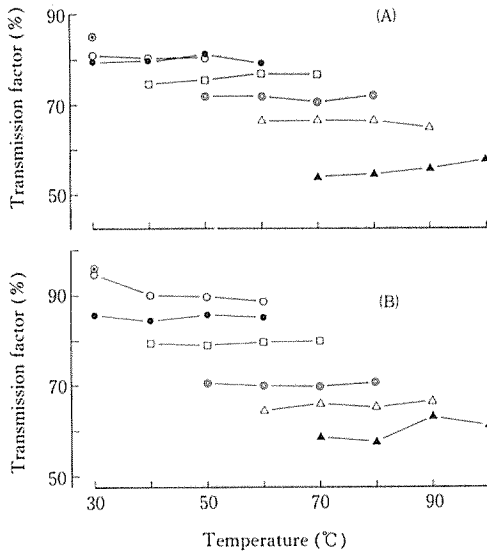 (A)
Transmission factor (%)
90
70
50
(B)
Transmission factor (%)
90
70
50
30
50
70
90
Temperature (℃)